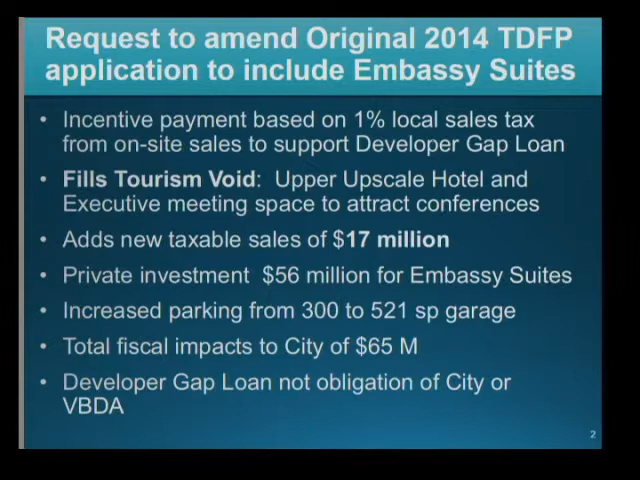 Request to amend Original 2014 TDFP
application to include Embassy Suites
• Incentive payment based on 1% local sales tax
from on-site sales to support Developer Gap Loan
• Fills Tourism Void: Upper Upscale Hotel and
Executive meeting space to attract conferences
• Adds new taxable sales of $17 million
• Private investment $56 million for Embassy Suites
• Increased parking from 300 to 521 sp garage
• Total fiscal impacts to City of $65 M
• Developer Gap Loan not obligation of City or
VBDA
2